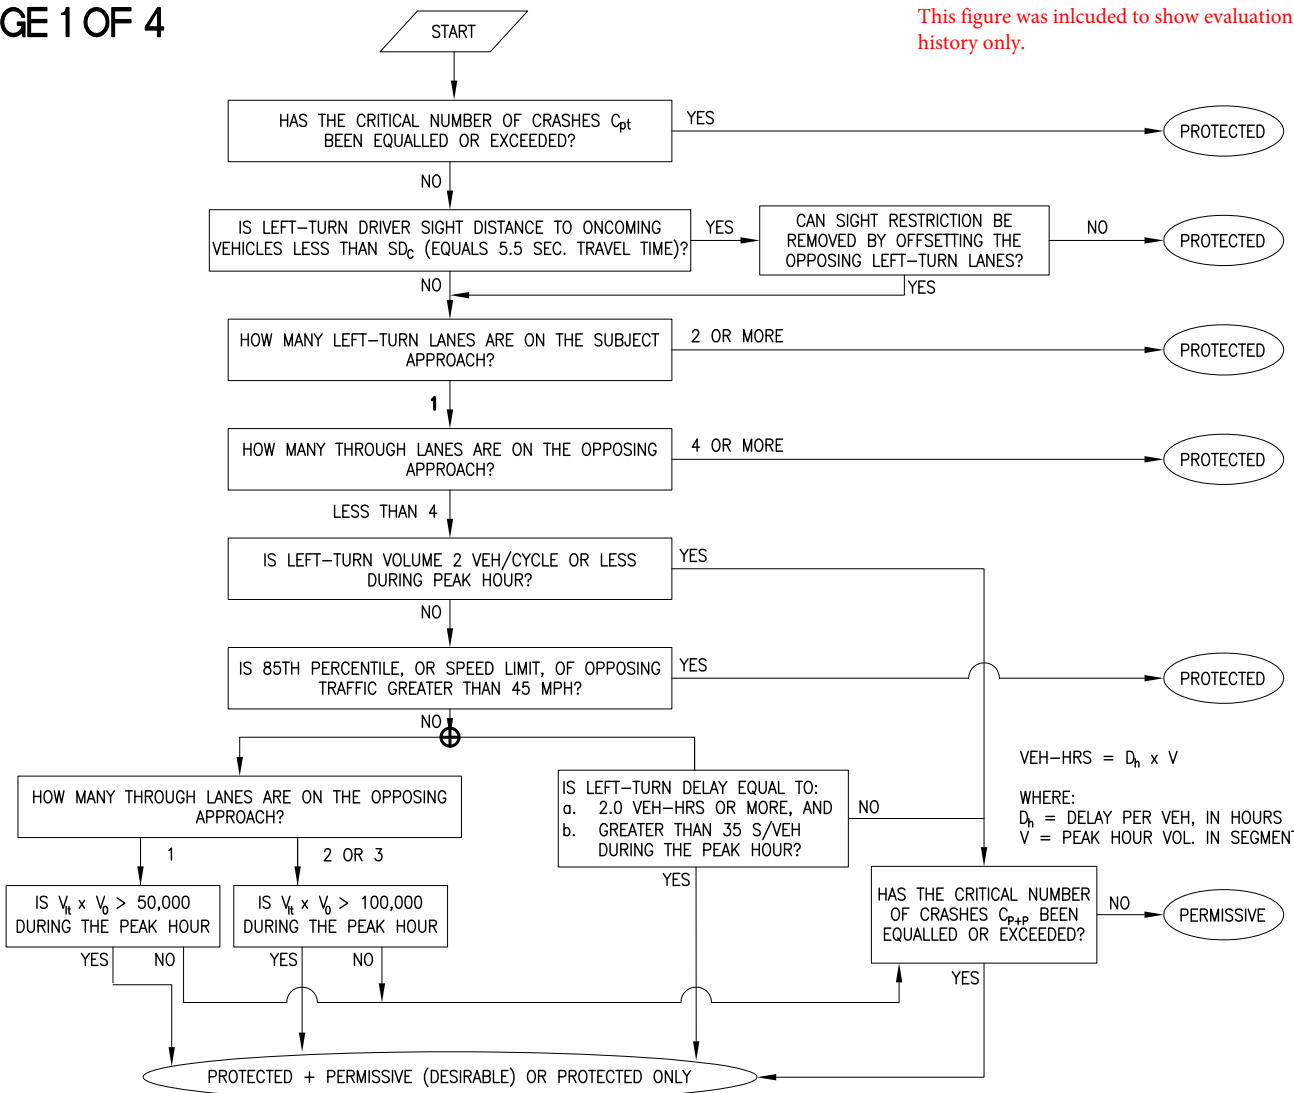 GE 1 OF 4
This figure was inlcuded to show evaluation
history only.
START
HAS THE CRITICAL NUMBER OF CRASHES Cpt
BEEN EQUALLED OR EXCEEDED?
YES
PROTECTED
NO
IS LEFT-TURN DRIVER SIGHT DISTANCE TO ONCOMING
VEHICLES LESS THAN SDC (EQUALS 5.5 SEC. TRAVEL TIME)?
YES
CAN SIGHT RESTRICTION BE
REMOVED BY OFFSETTING THE
OPPOSING LEFT-TURN LANES?
NO
PROTECTED
NO
YES
HOW MANY LEFT-TURN LANES ARE ON THE SUBJECT
APPROACH?
2 OR MORE
PROTECTED
1
HOW MANY THROUGH LANES ARE ON THE OPPOSING
APPROACH?
4 OR MORE
PROTECTED
LESS THAN 4
IS LEFT-TURN VOLUME 2 VEH/CYCLE OR LESS
DURING PEAK HOUR?
YES
NO
IS 85TH PERCENTILE, OR SPEED LIMIT, OF OPPOSING
TRAFFIC GREATER THAN 45 MPH?
YES
PROTECTED
NO
HOW MANY THROUGH LANES ARE ON THE OPPOSING
APPROACH?
1
2 OR 3
IS Vlt x V0 > 50,000
DURING THE PEAK HOUR
IS Vlt x V0 > 100,000
DURING THE PEAK HOUR
YES
NO
YES
NO
IS LEFT-TURN DELAY EQUAL TO:
a. 2.0 VEH-HRS OR MORE, AND
b. GREATER THAN 35 S/VEH
DURING THE PEAK HOUR?
NO
YES
VEH-HRS = Dh x V
WHERE:
Dh = DELAY PER VEH, IN HOURS
V = PEAK HOUR VOL. IN SEGMENT
HAS THE CRITICAL NUMBER
OF CRASHES CP+P BEEN
EQUALLED OR EXCEEDED?
NO
PERMISSIVE
YES
PROTECTED + PERMISSIVE (DESIRABLE) OR PROTECTED ONLY